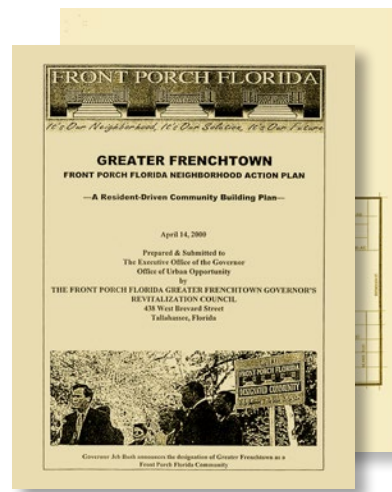 FRONT PORCH FLORIDA
It's Our Neighborhood, It's Our Solution, It's Our Future
GREATER FRENCHTOWN
FRONT PORCH FLORIDA NEIGHBORHOOD ACTION PLAN
—A Resident-Driven Community Building Plan—
April 14, 2000
Prepared & Submitted to
The Executive Office of the Governor
Office of Urban Opportunity
by
THE FRONT PORCH FLORIDA GREATER FRENCHTOWN GOVERNOR'S
REVITALIZATION COUNCIL
438 West Brevard Street
Tallahassee, Florida
FRONT PORCH FLORIDA
DESIGNATED COMMUNITY
Governor Jeb Bush announces the designation of Greater Frenchtown as a
Front Porch Florida Community